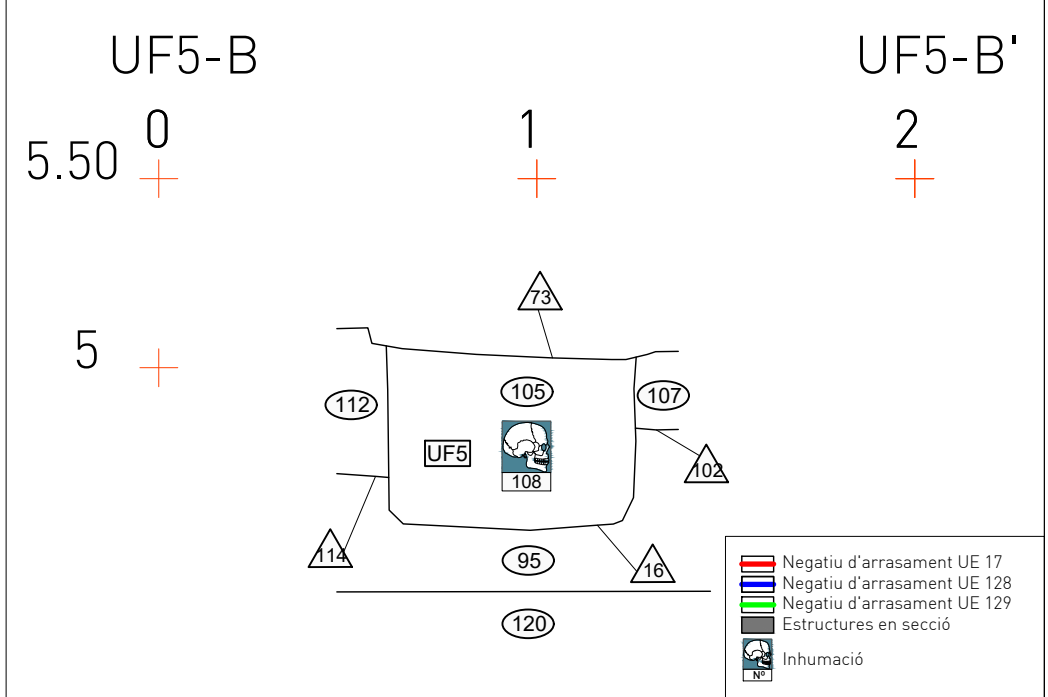 UF5-B UF5-B'
0 1 2
5.50
73
5
112 105 107
UF5
108
102
114 95 16
120
Negatiu d'arrasament UE 17
Negatiu d'arrasament UE 128
Negatiu d'arrasament UE 129
Estructures en secció
Inhumació
Nº